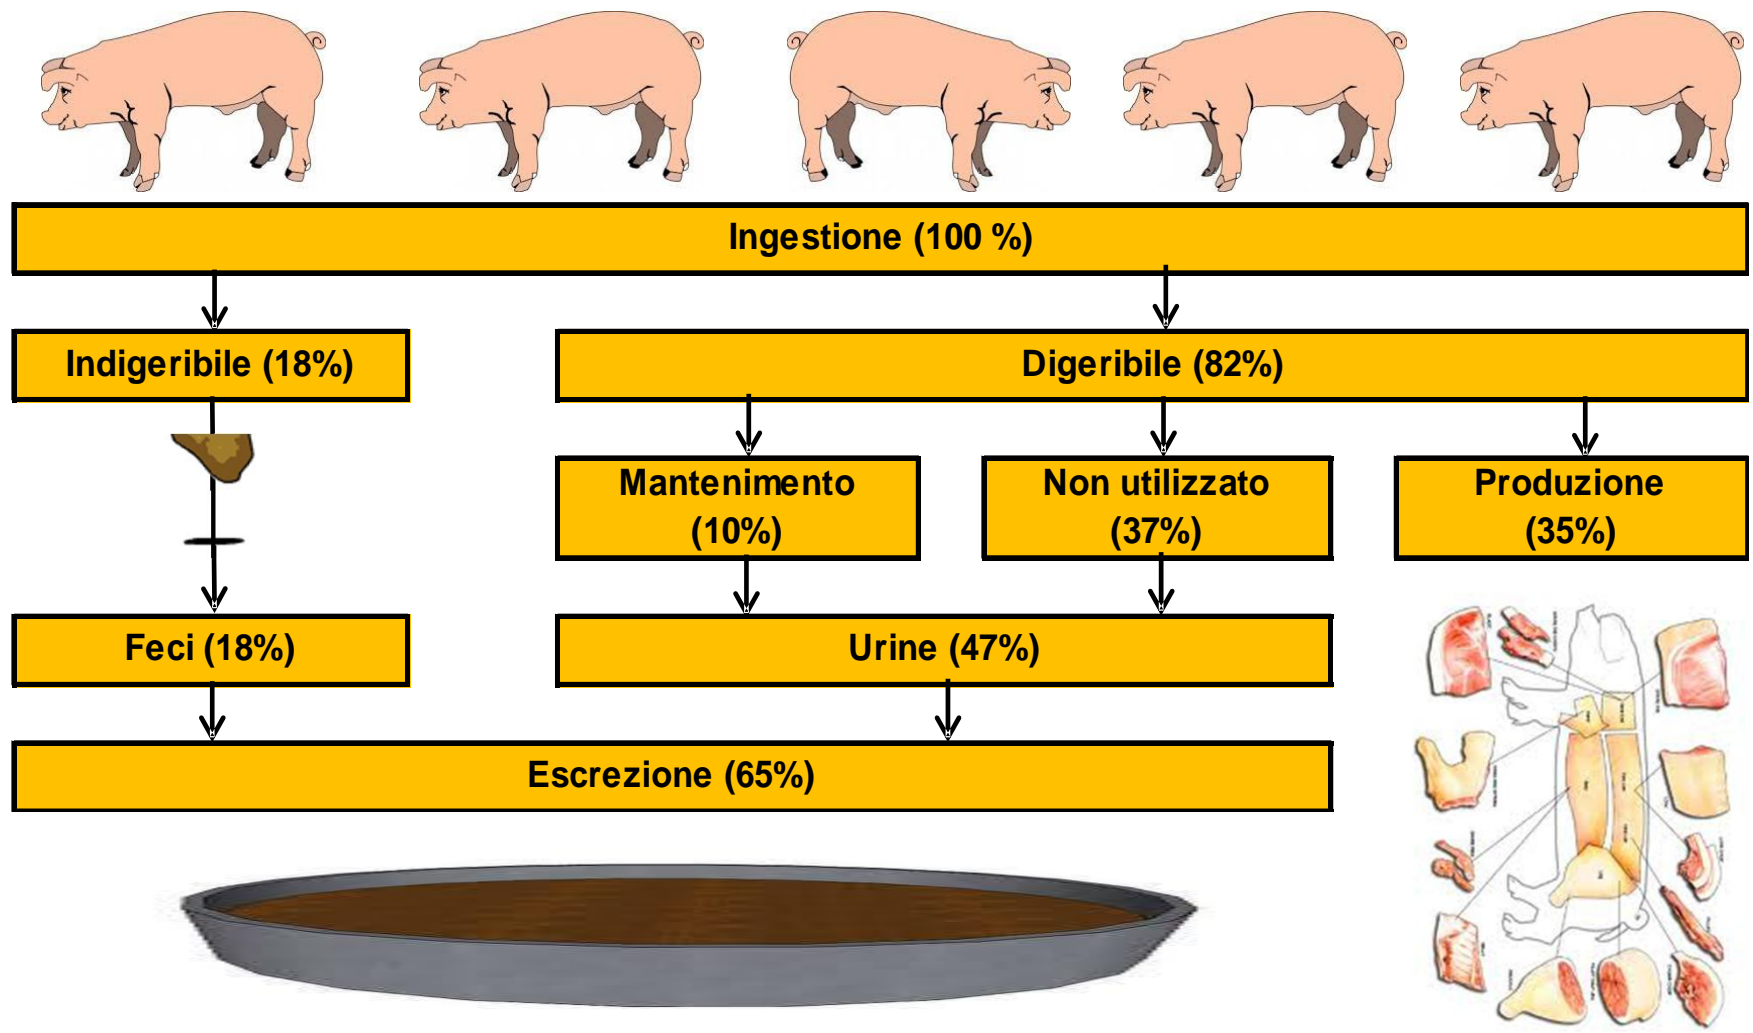 Ingestione (100 %)
Indigeribile (18%)
Digeribile (82%)
Mantenimento
(10%)
Non utilizzato
(37%)
Produzione
(35%)
Feci (18%)
Urine (47%)
Escrezione (65%)